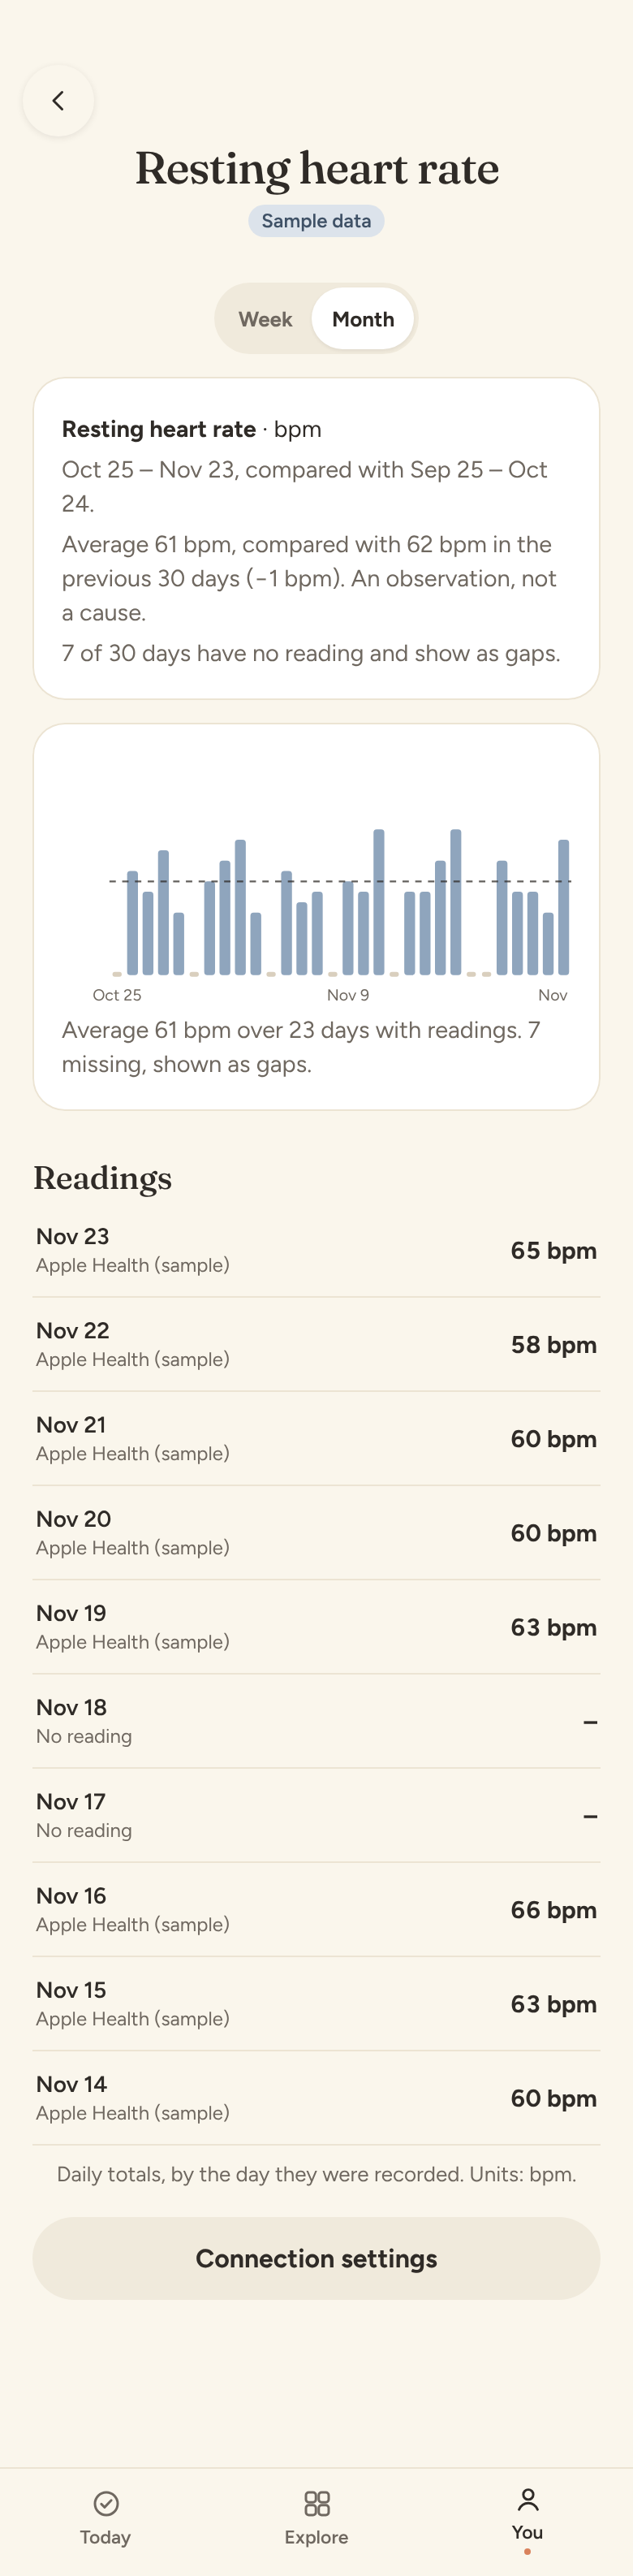 Resting heart rate
Sample data
Week
Month
Resting heart rate · bpm
Oct 25 – Nov 23, compared with Sep 25 – Oct
24.
Average 61 bpm, compared with 62 bpm in the
previous 30 days (−1 bpm). An observation, not
a cause.
7 of 30 days have no reading and show as gaps.
Oct 25
Nov 9
Nov
Average 61 bpm over 23 days with readings. 7
missing, shown as gaps.
Readings
Nov 23
Apple Health (sample)
65 bpm
Nov 22
Apple Health (sample)
58 bpm
Nov 21
Apple Health (sample)
60 bpm
Nov 20
Apple Health (sample)
60 bpm
Nov 19
Apple Health (sample)
63 bpm
Nov 18
No reading
–
Nov 17
No reading
–
Nov 16
Apple Health (sample)
66 bpm
Nov 15
Apple Health (sample)
63 bpm
Nov 14
Apple Health (sample)
60 bpm
Daily totals, by the day they were recorded. Units: bpm.
Connection settings
Today
Explore
You